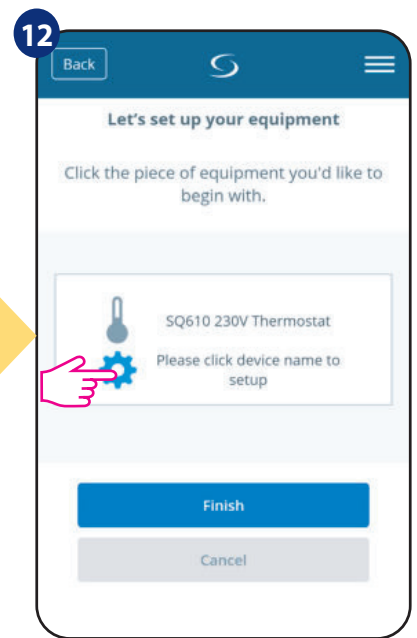 12
Back
Let's set up your equipment
Click the piece of equipment you'd like to
begin with.
SQ610 230V Thermostat
Please click device name to
setup
Finish
Cancel